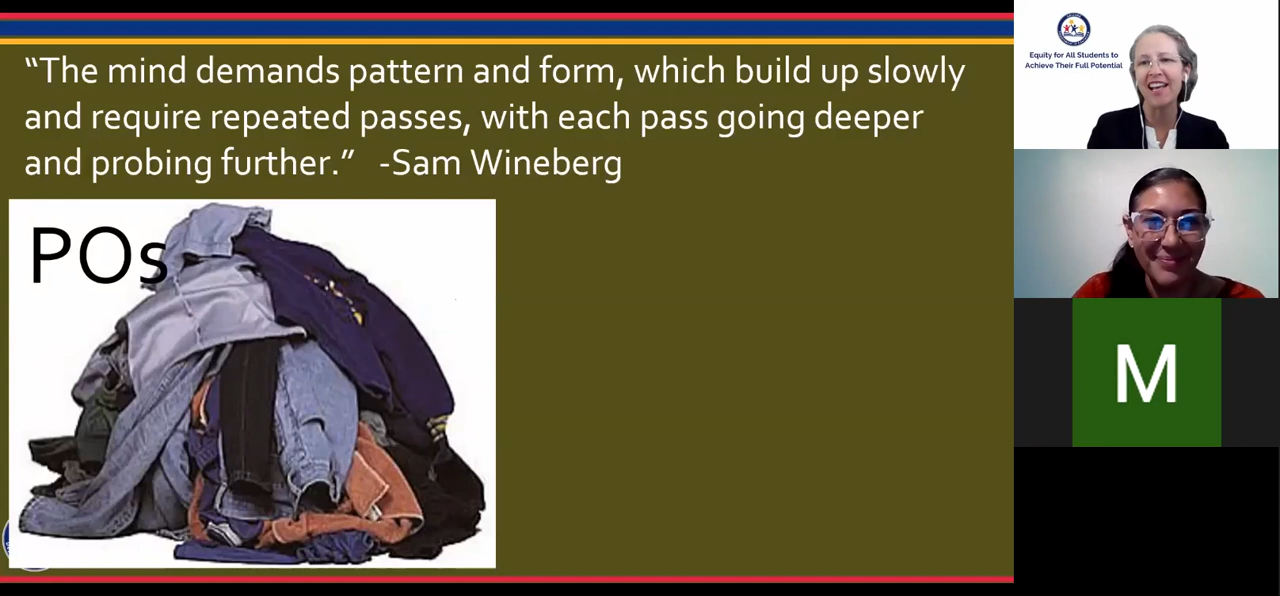 “The mind demands pattern and form, which build up slowly
and require repeated passes, with each pass going deeper
and probing further.” -Sam Wineberg
POs
Equity for All Students to
Achieve Their Full Potential
M